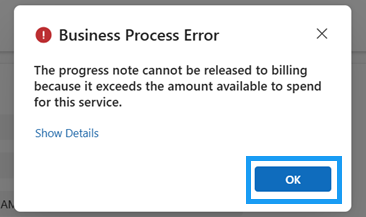 Business Process Error
The progress note cannot be released to billing
because it exceeds the amount available to spend
for this service.
Show Details
OK
AM